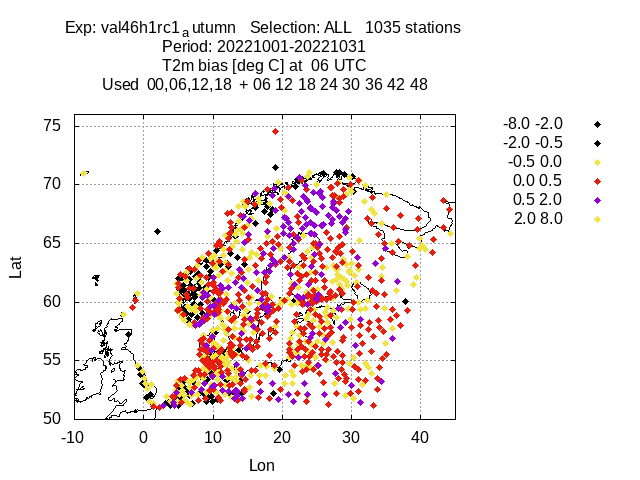 Exp: val46h1rc1autumn Selection: ALL 1035 stations
Period: 20221001-20221031
T2m bias [deg C] at 06 UTC
Used 00,06,12,18 + 06 12 18 24 30 36 42 48
-8.0 -2.0
-2.0 -0.5
-0.5 0.0
0.0 0.5
0.5 2.0
2.0 8.0
75
70
65
60
55
50
Lat
-10 0 10 20 30 40
Lon